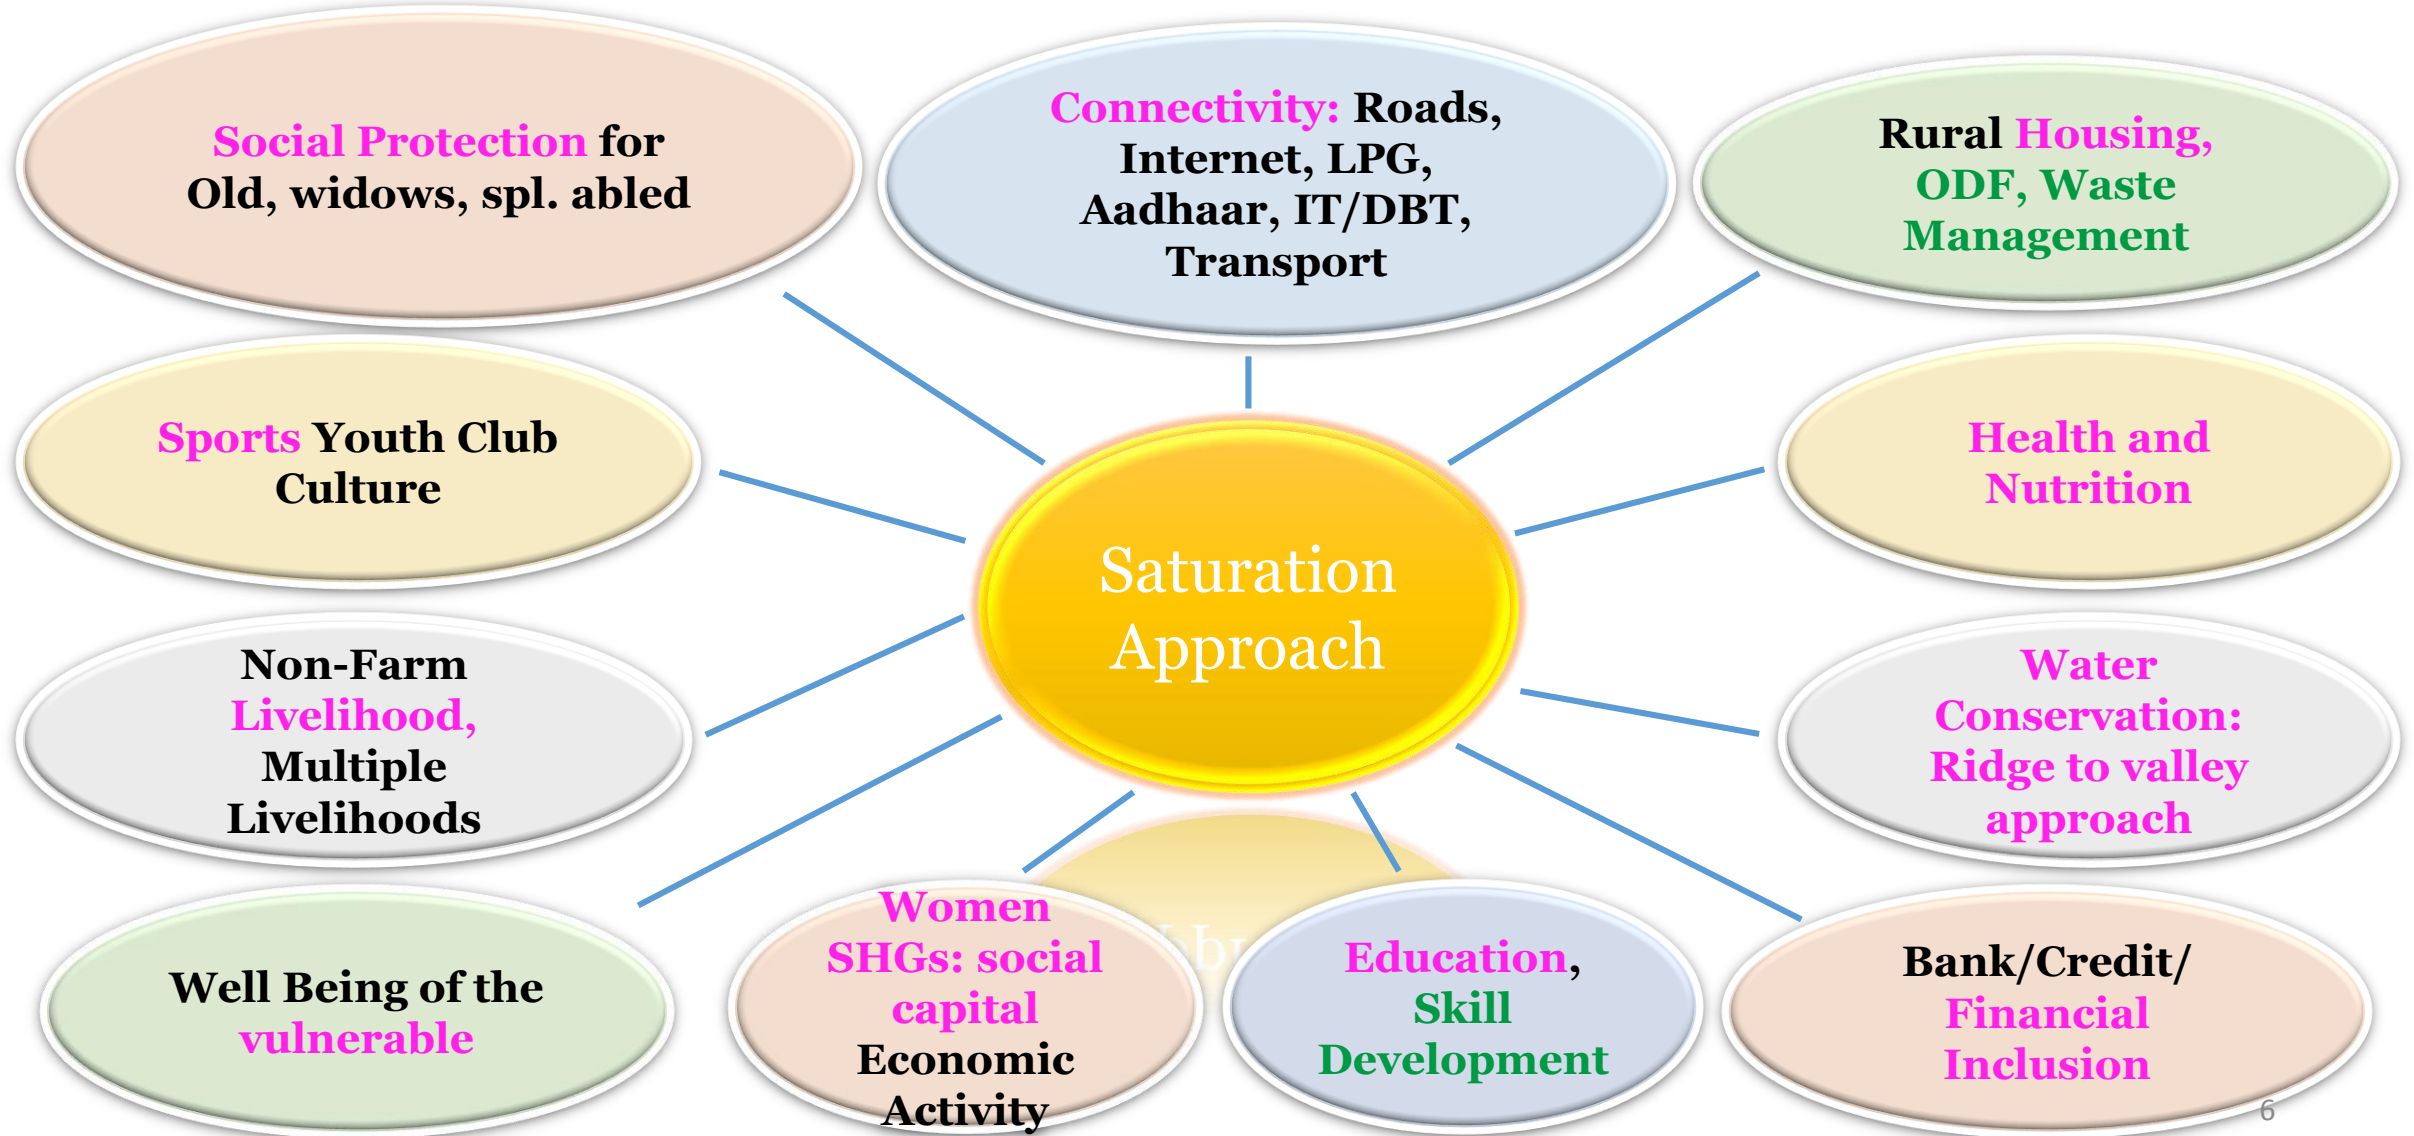 Social Protection for
Old, widows, spl. abled
Connectivity: Roads,
Internet, LPG,
Aadhaar, IT/DBT,
Transport
Rural Housing,
ODF, Waste
Management
Sports Youth Club
Culture
Health and
Nutrition
Saturation
Approach
Non-Farm
Livelihood,
Multiple
Livelihoods
Water
Conservation:
Ridge to valley
approach
Well Being of the
vulnerable
Women
SHGs: social
capital
Economic
Activity
Education,
Skill
Development
Bank/Credit/
Financial
Inclusion
6